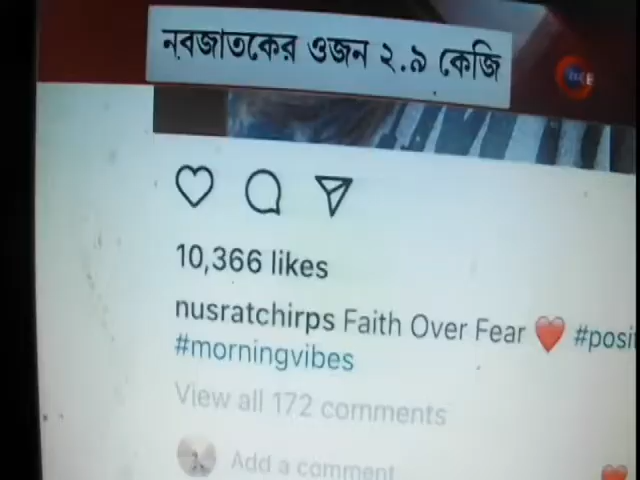 নবজাতকের ওজন ২.৯ কেজি
10,366 likes
nusratchirps Faith Over Fear ❤️ #posi
#morningvibes
View all 172 comments
Add a comment